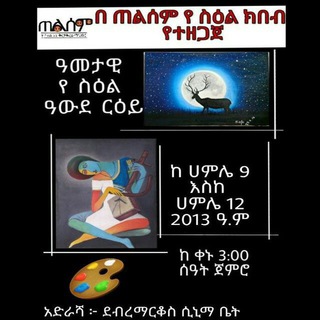 ጠልሰም
በ ጠልሰም የ ስዕል ክበብ
የተዘጋጀ
ዓመታዊ
የ ስዕል
ዓውደ ርዕይ
ከ ሀምሌ 9
እስከ
ሀምሌ 12
2013 ዓ.ም
ከ ቀኑ 3:00
ሰዓት ጀምሮ
አድራሻ ፦ ደብረማርቆስ ሲኒማ ቤት